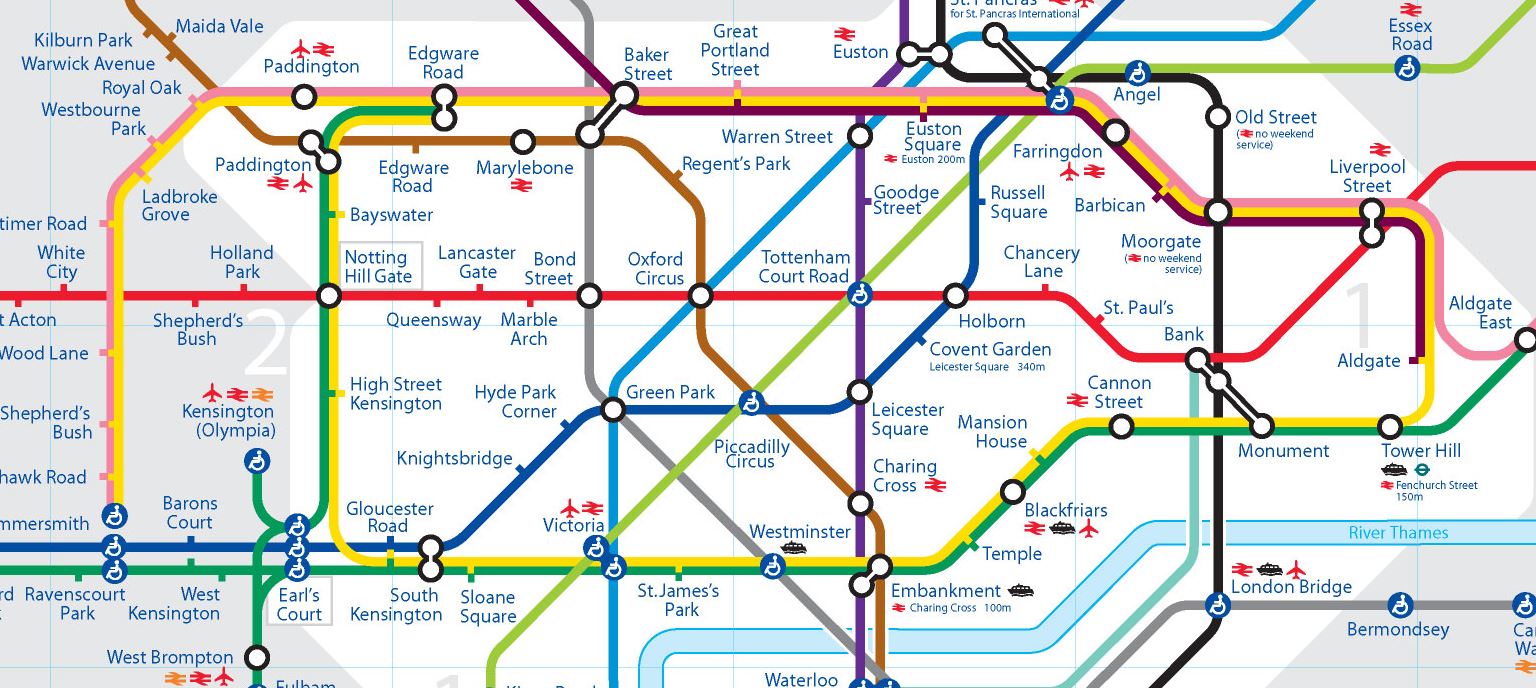 St. Pancras
for St. Pancras International
Maida Vale
Kilburn Park
Warwick Avenue
Royal Oak
Westbourne
Park
Paddington
Edgware
Road
Baker
Street
Great
Portland
Street
Euston
Essex
Road
Angel
Old Street
( no weekend
service)
Warren Street
Euston
Square
Euston 200m
Farringdon
Liverpool
Street
Paddington
Edgware
Road
Marylebone
Regent's Park
Ladbroke
Grove
Bayswater
Goodge
Street
Russell
Square
Barbican
timer Road
White
City
Holland
Park
Notting
Hill Gate
Lancaster
Gate
Bond
Street
Oxford
Circus
Tottenham
Court Road
Chancery
Lane
Moorgate
( no weekend
service)
t Acton
Shepherd's
Bush
2
Queensway
Marble
Arch
Holborn
St. Paul's
Bank
1
Aldgate
East
Wood Lane
Covent Garden
Leicester Square 340m
Aldgate
High Street
Kensington
Hyde Park
Corner
Green Park
Cannon
Street
Shepherd's
Bush
Kensington
(Olympia)
Leicester
Square
Mansion
House
Monument
Tower Hill
Fenchurch Street
150m
Knightsbridge
Piccadilly
Circus
Charing
Cross
hawk Road
mmersmith
Barons
Court
Gloucester
Road
Victoria
Westminster
Blackfriars
Temple
River Thames
rd
Ravenscourt
Park
West
Kensington
Earl's
Court
South
Kensington
Sloane
Square
St.James's
Park
Embankment
Charing Cross 100m
London Bridge
Bermondsey
Ca
Wa
West Brompton
Fulham
1
Waterloo